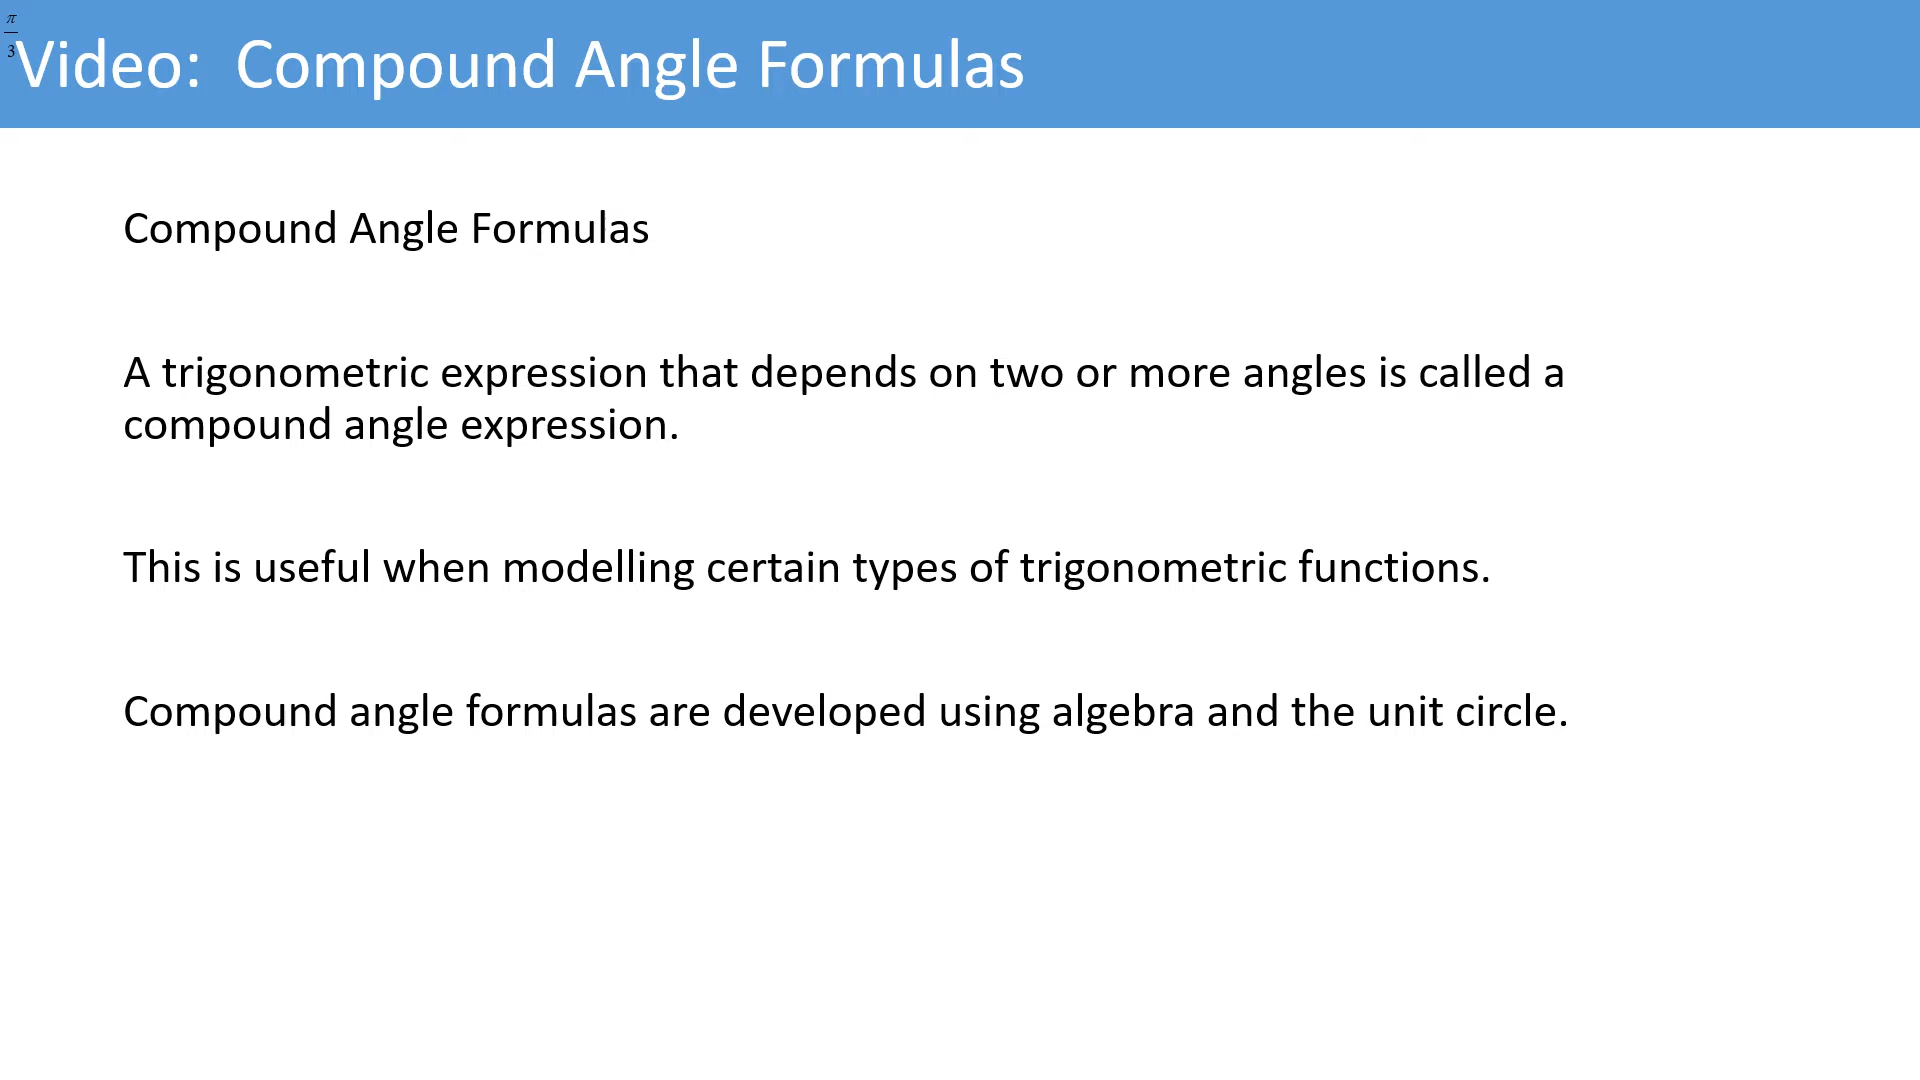 π
3
Video:  Compound Angle Formulas
Compound Angle Formulas
A trigonometric expression that depends on two or more angles is called a
compound angle expression.
This is useful when modelling certain types of trigonometric functions.
Compound angle formulas are developed using algebra and the unit circle.